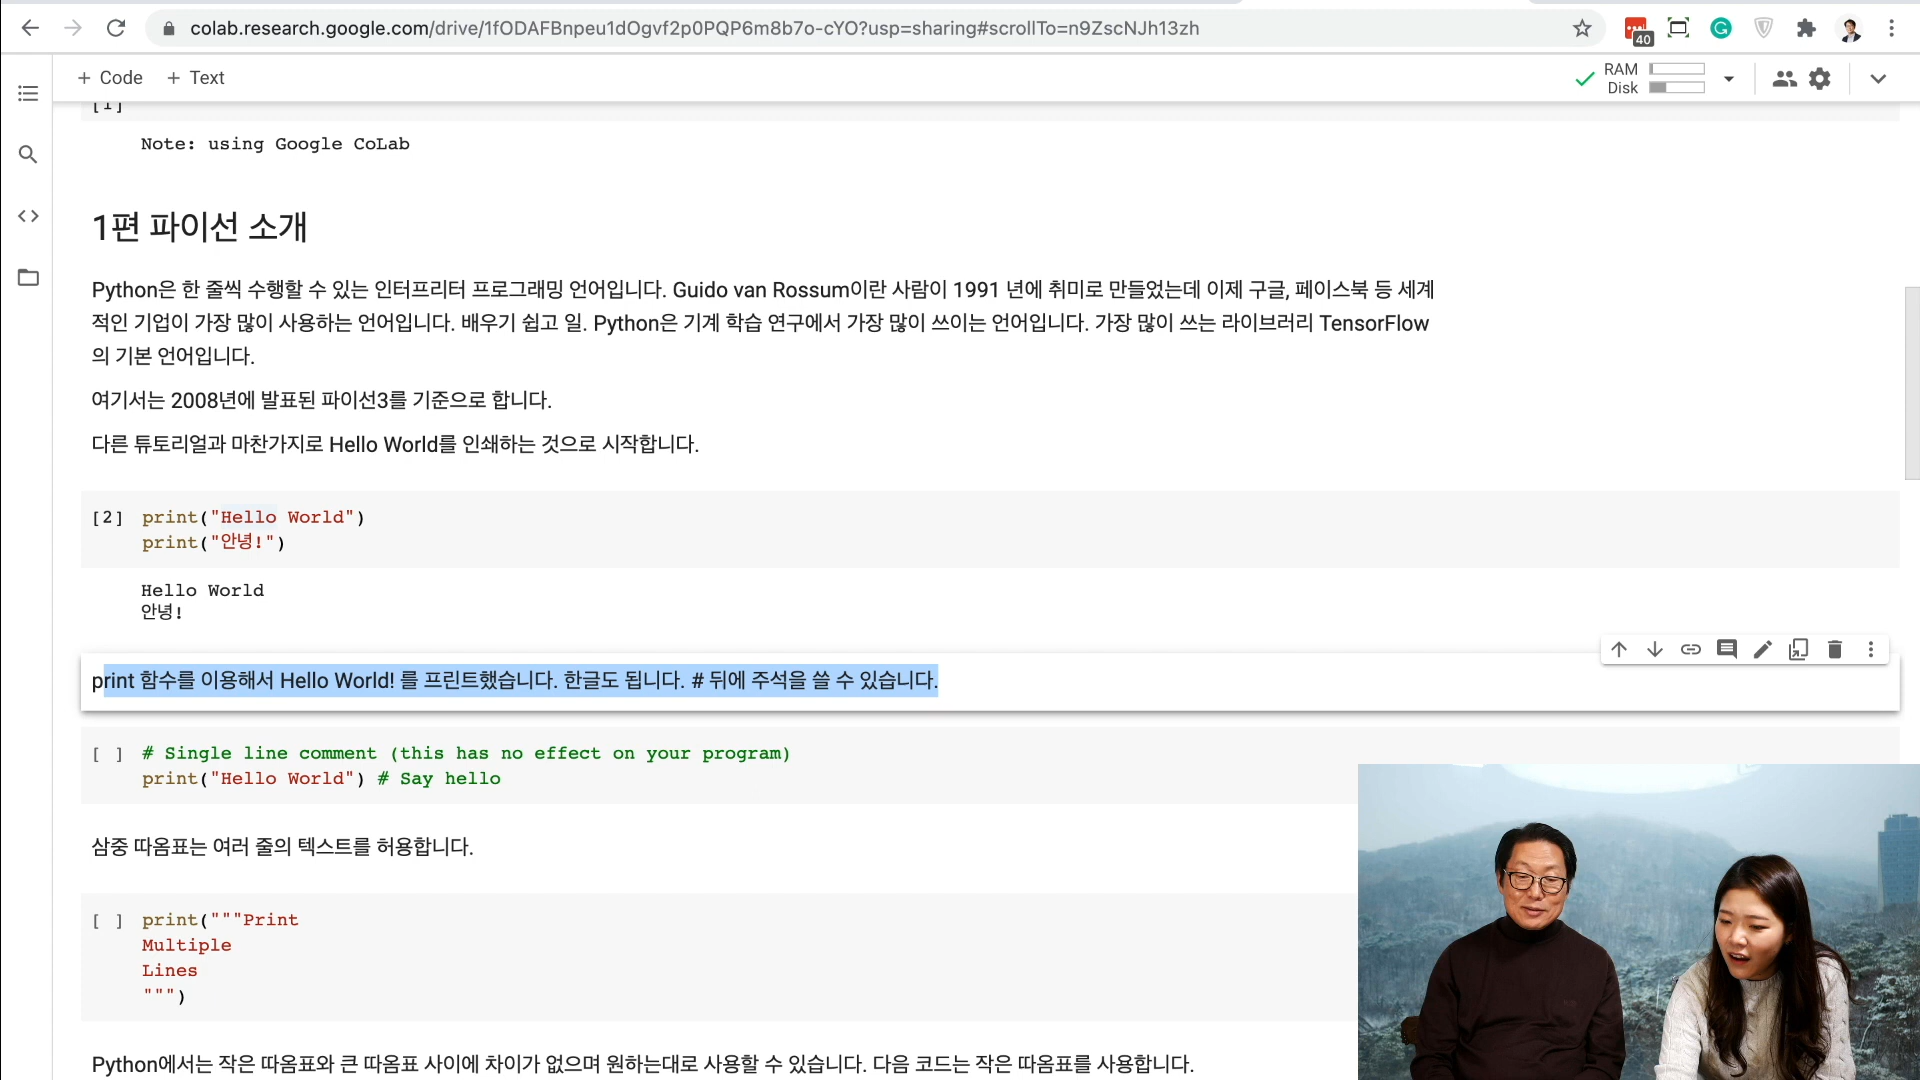 colab.research.google.com/drive/1fODAFBnpeu1dOgvf2p0PQP6m8b7o-cYO?usp=sharing#scrollTo=n9ZscNJh13zh
40
+ Code + Text
RAM
Disk
[1]
Note: using Google CoLab
1편 파이선 소개
Python은 한 줄씩 수행할 수 있는 인터프리터 프로그래밍 언어입니다. Guido van Rossum이란 사람이 1991 년에 취미로 만들었는데 이제 구글, 페이스북 등 세계
적인 기업이 가장 많이 사용하는 언어입니다. 배우기 쉽고 일. Python은 기계 학습 연구에서 가장 많이 쓰이는 언어입니다. 가장 많이 쓰는 라이브러리 TensorFlow
의 기본 언어입니다.
여기서는 2008년에 발표된 파이선3를 기준으로 합니다.
다른 튜토리얼과 마찬가지로 Hello World를 인쇄하는 것으로 시작합니다.
[2] print("Hello World")
print("안녕!")
Hello World
안녕!
print 함수를 이용해서 Hello World! 를 프린트했습니다. 한글도 됩니다. # 뒤에 주석을 쓸 수 있습니다.
[ ] # Single line comment (this has no effect on your program)
print("Hello World") # Say hello
삼중 따옴표는 여러 줄의 텍스트를 허용합니다.
[ ] print("""Print
Multiple
Lines
""")
Python에서는 작은 따옴표와 큰 따옴표 사이에 차이가 없으며 원하는대로 사용할 수 있습니다. 다음 코드는 작은 따옴표를 사용합니다.